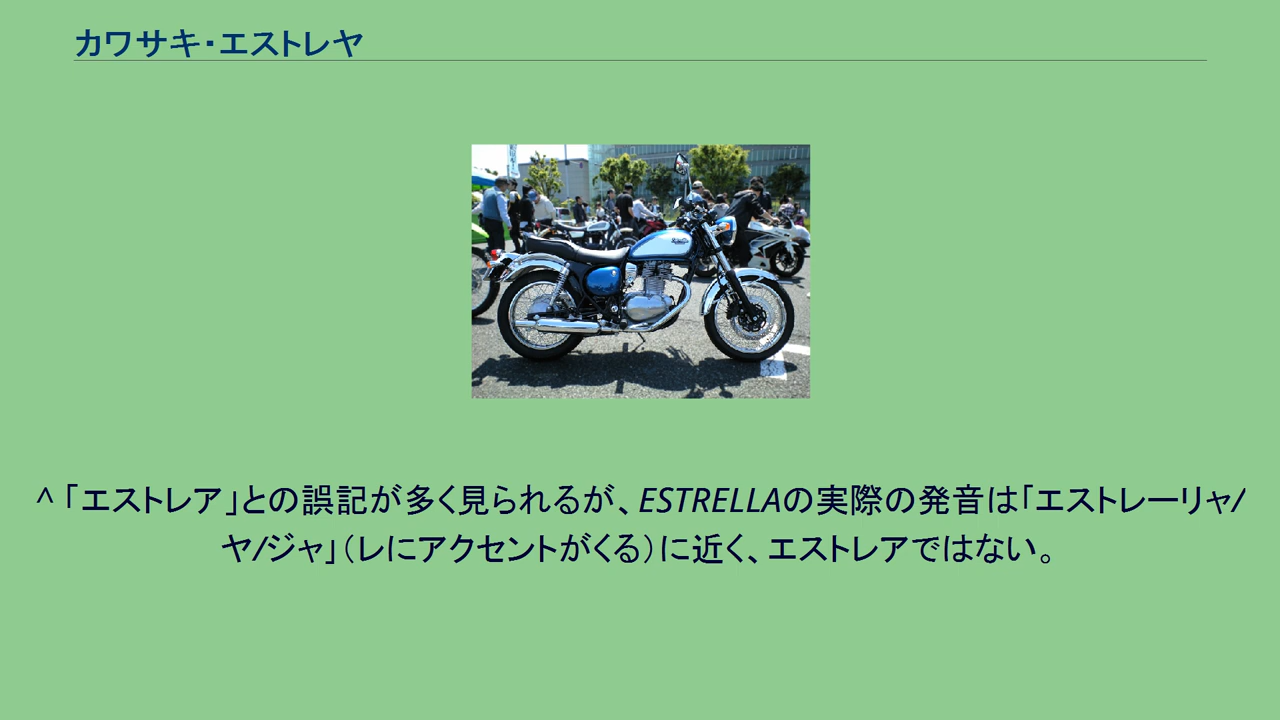 カワサキ・エストレヤ
^ 「エストレア」との誤記が多く見られるが、ESTRELLAの実際の発音は「エストレーリャ/
ヤ/ジャ」（レにアクセントがくる）に近く、エストレアではない。